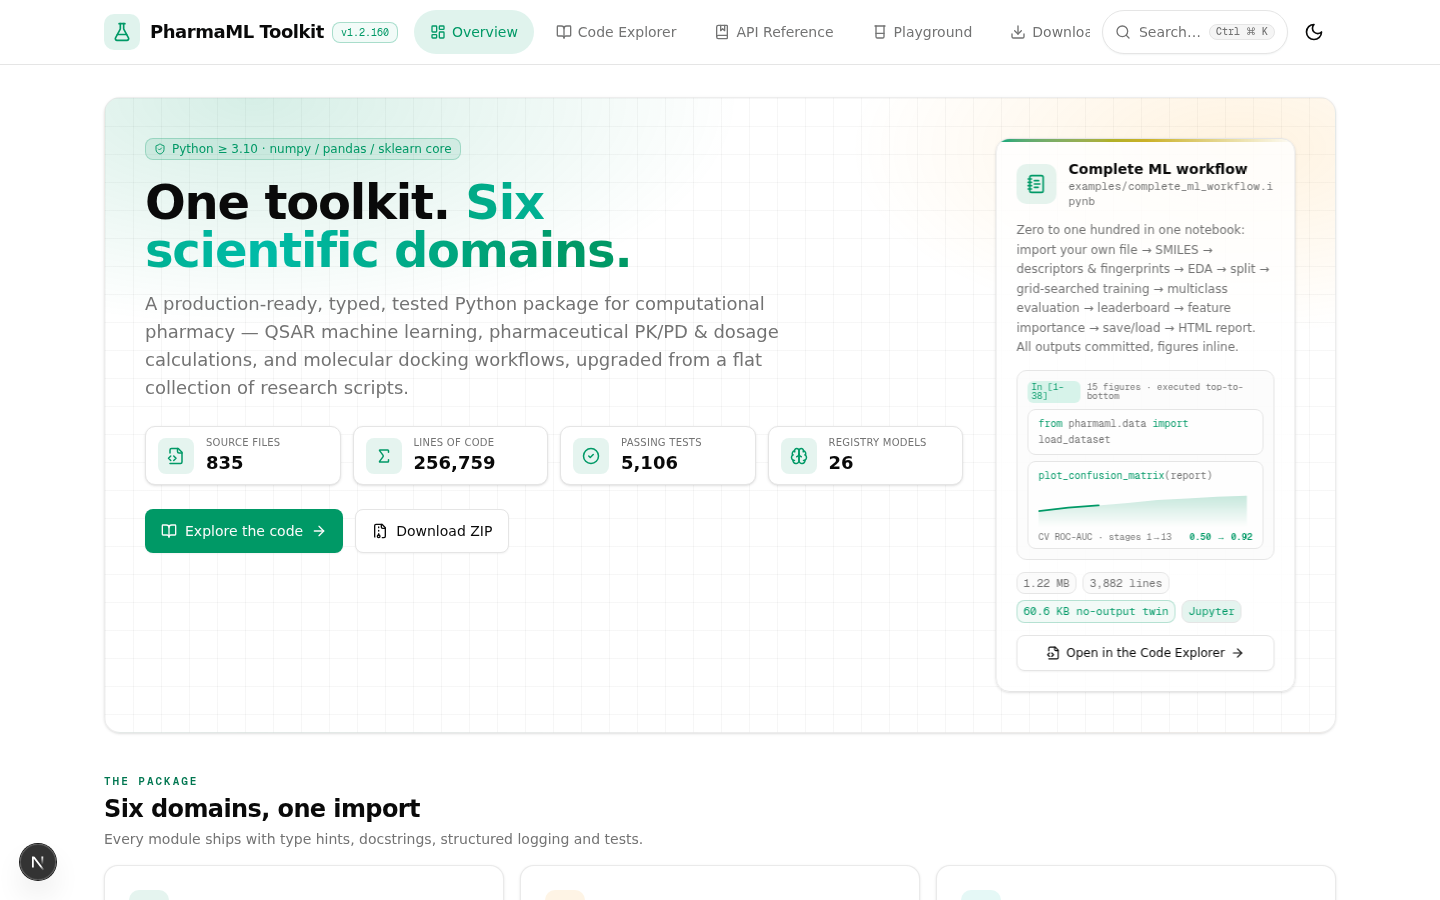 PharmaML Toolkit v1.2.160 Overview Code Explorer API Reference Playground Downloa Search... Ctrl ⌘ K
Python ≥ 3.10 · numpy / pandas / sklearn core
One toolkit. Six
scientific domains.
A production-ready, typed, tested Python package for computational
pharmacy — QSAR machine learning, pharmaceutical PK/PD & dosage
calculations, and molecular docking workflows, upgraded from a flat
collection of research scripts.
SOURCE FILES
835
LINES OF CODE
256,759
PASSING TESTS
5,106
REGISTRY MODELS
26
Explore the code →
Download ZIP
Complete ML workflow
examples/complete_ml_workflow.i
pynb
Zero to one hundred in one notebook:
import your own file → SMILES →
descriptors & fingerprints → EDA → split →
grid-searched training → multiclass
evaluation → leaderboard → feature
importance → save/load → HTML report.
All outputs committed, figures inline.
In [1-
38]
15 figures · executed top-to-
bottom
from pharmaml.data import
load_dataset
plot_confusion_matrix(report)
CV ROC-AUC · stages 1→13 0.50 → 0.92
1.22 MB 3,882 lines
60.6 KB no-output twin Jupyter
Open in the Code Explorer →
THE PACKAGE
Six domains, one import
Every module ships with type hints, docstrings, structured logging and tests.
N